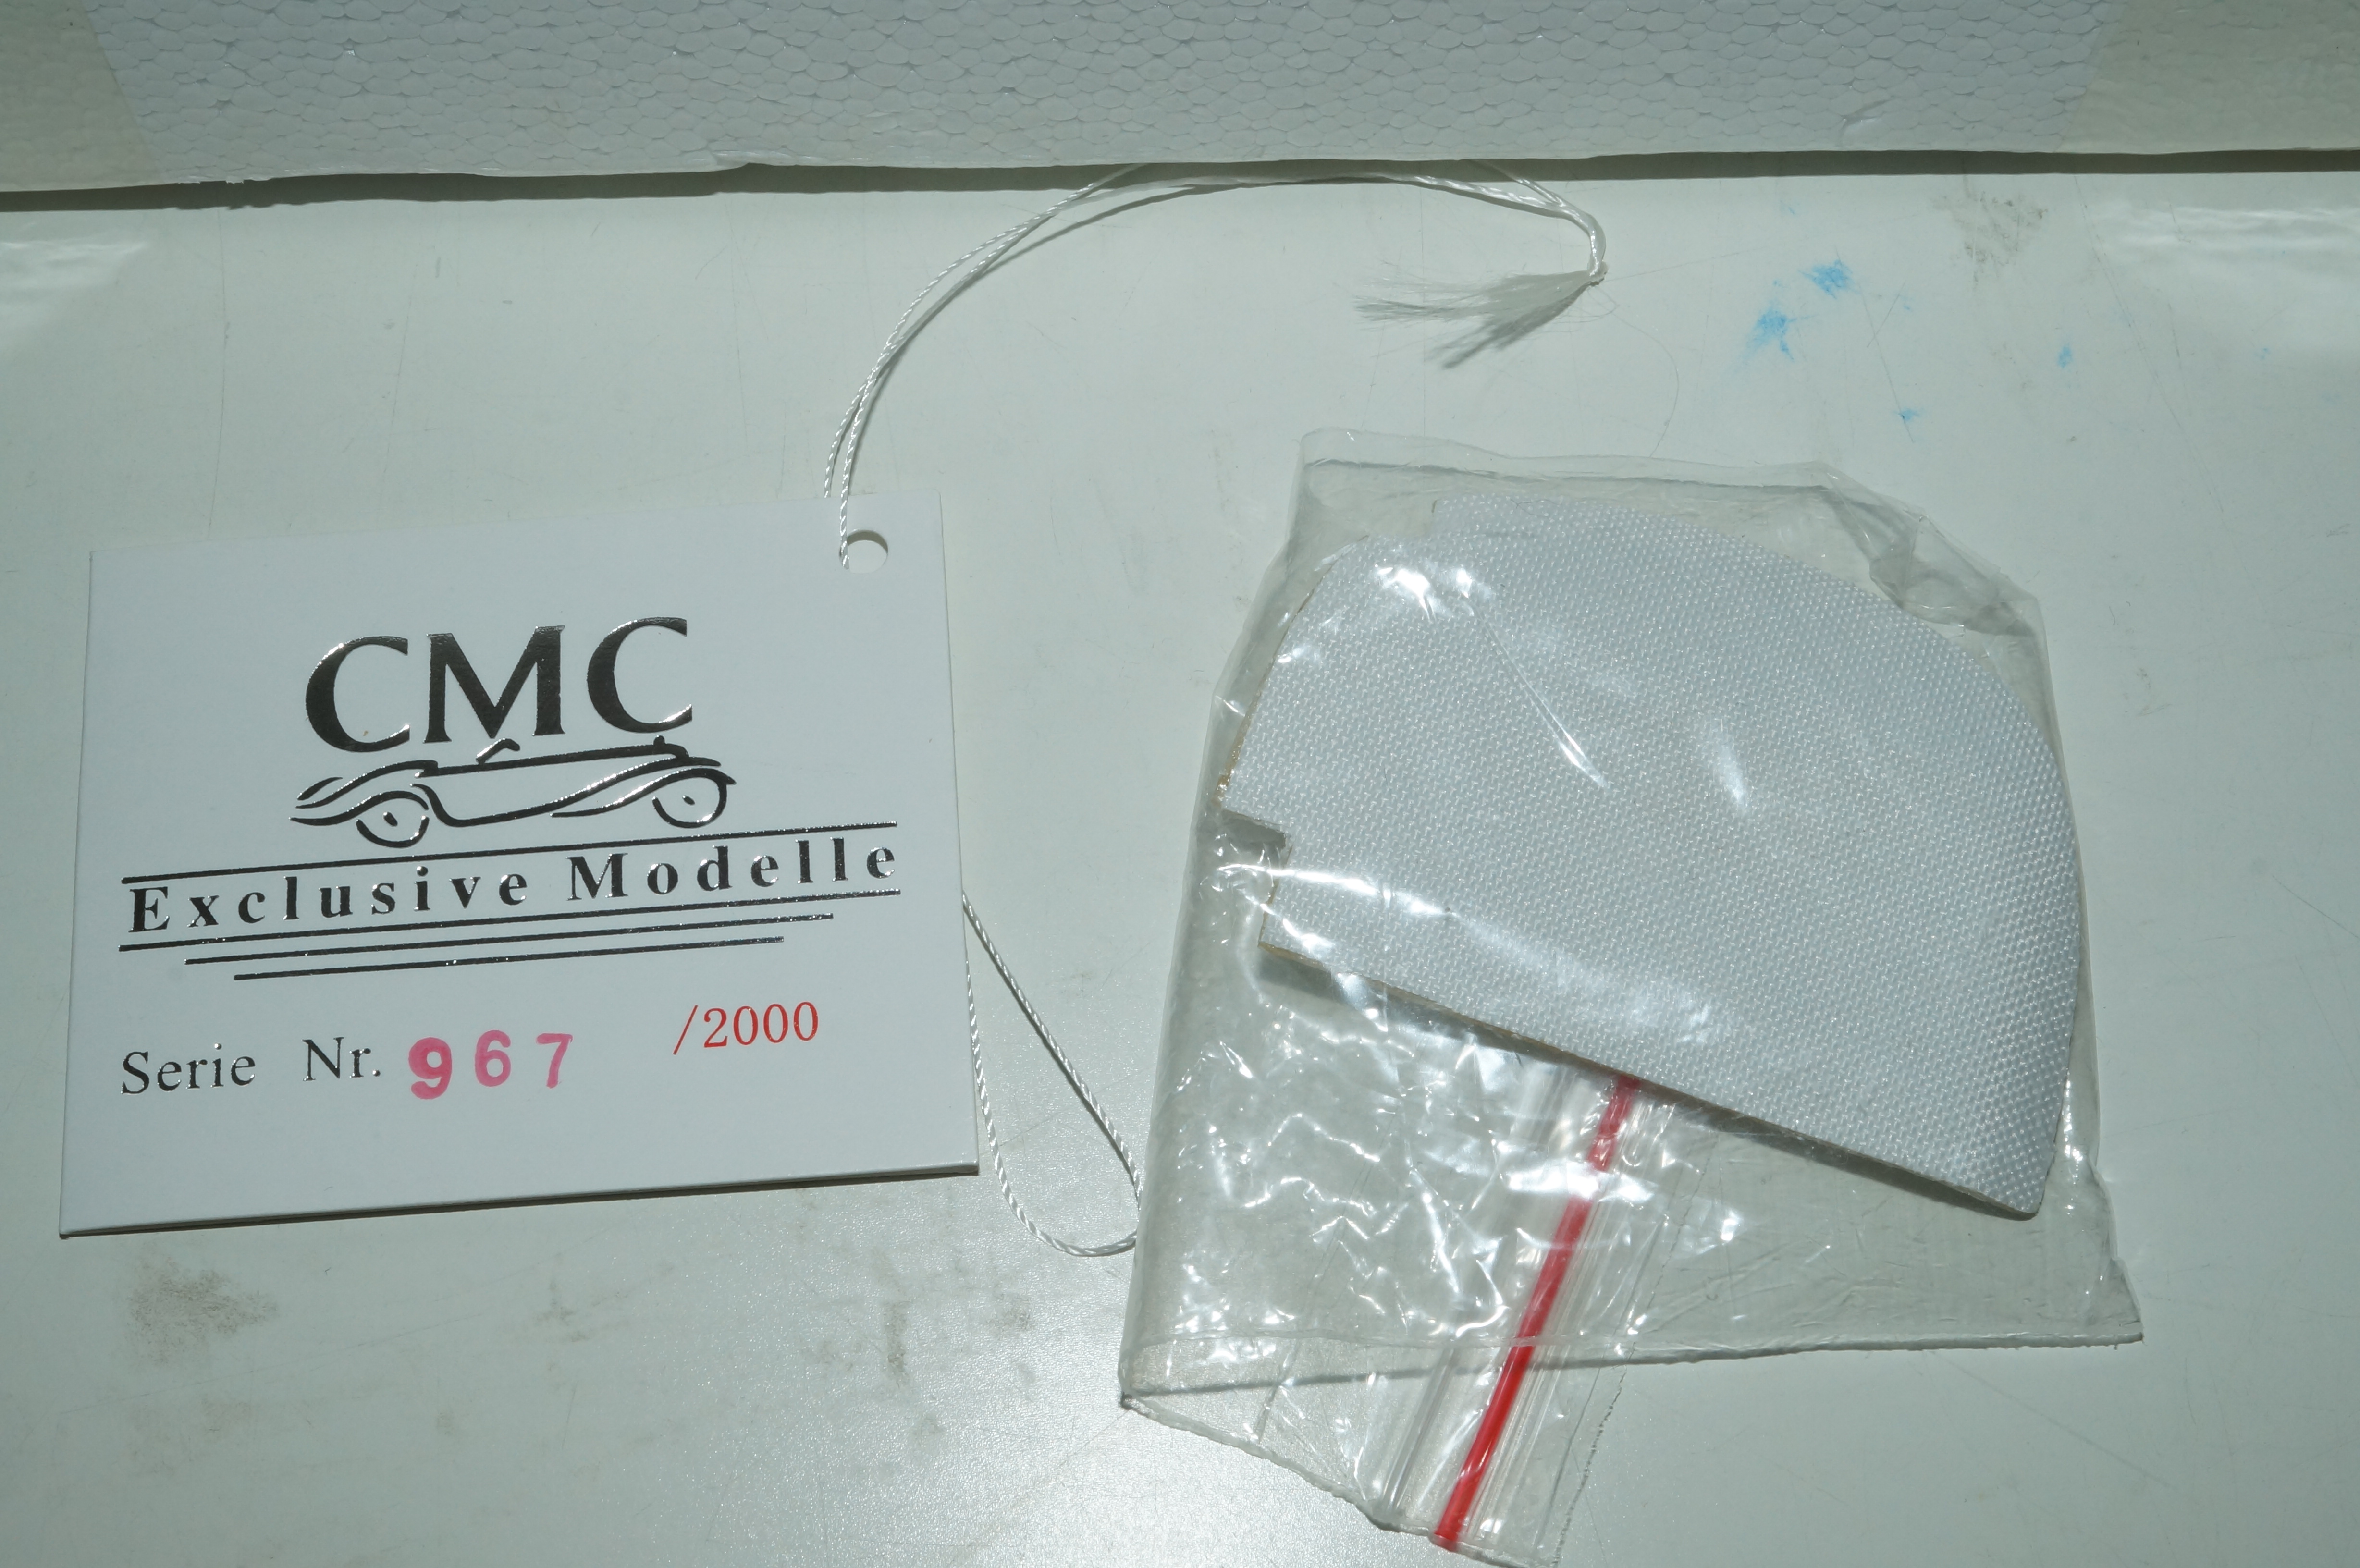 CMC
Exclusive Modelle
Serie Nr. 967 /2000